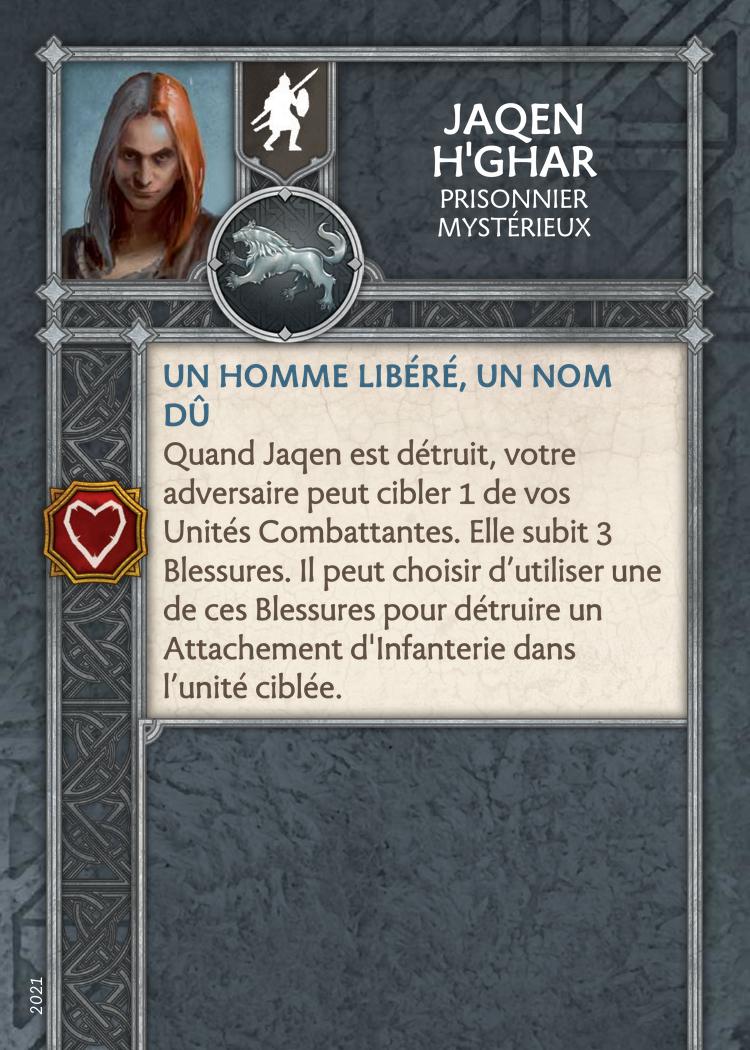 JAQEN
H'GHAR
PRISONNIER
MYSTÉRIEUX
UN HOMME LIBÉRÉ, UN NOM
DÛ
Quand Jaqen est détruit, votre
adversaire peut cibler 1 de vos
Unités Combattantes. Elle subit 3
Blessures. Il peut choisir d’utiliser une
de ces Blessures pour détruire un
Attachement d'Infanterie dans
l’unité ciblée.
2021